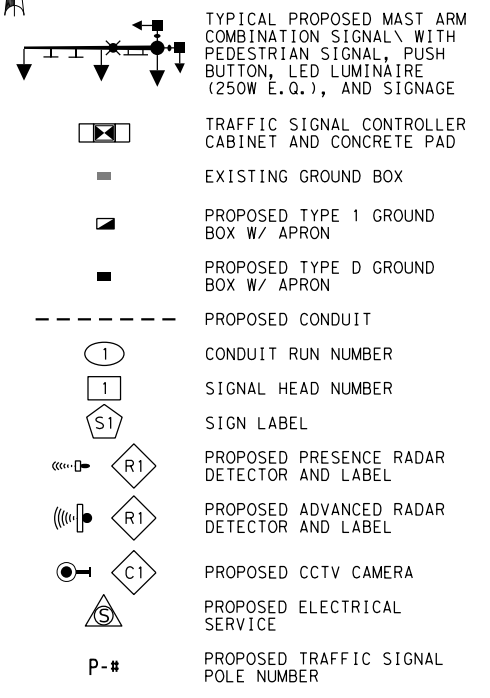 TYPICAL PROPOSED MAST ARM
COMBINATION SIGNAL\ WITH
PEDESTRIAN SIGNAL, PUSH
BUTTON, LED LUMINAIRE
(250W E.Q.), AND SIGNAGE
TRAFFIC SIGNAL CONTROLLER
CABINET AND CONCRETE PAD
EXISTING GROUND BOX
PROPOSED TYPE 1 GROUND
BOX W/ APRON
PROPOSED TYPE D GROUND
BOX W/ APRON
PROPOSED CONDUIT
1 CONDUIT RUN NUMBER
1 SIGNAL HEAD NUMBER
S1 SIGN LABEL
R1 PROPOSED PRESENCE RADAR
DETECTOR AND LABEL
R1 PROPOSED ADVANCED RADAR
DETECTOR AND LABEL
C1 PROPOSED CCTV CAMERA
S PROPOSED ELECTRICAL
SERVICE
P-# PROPOSED TRAFFIC SIGNAL
POLE NUMBER